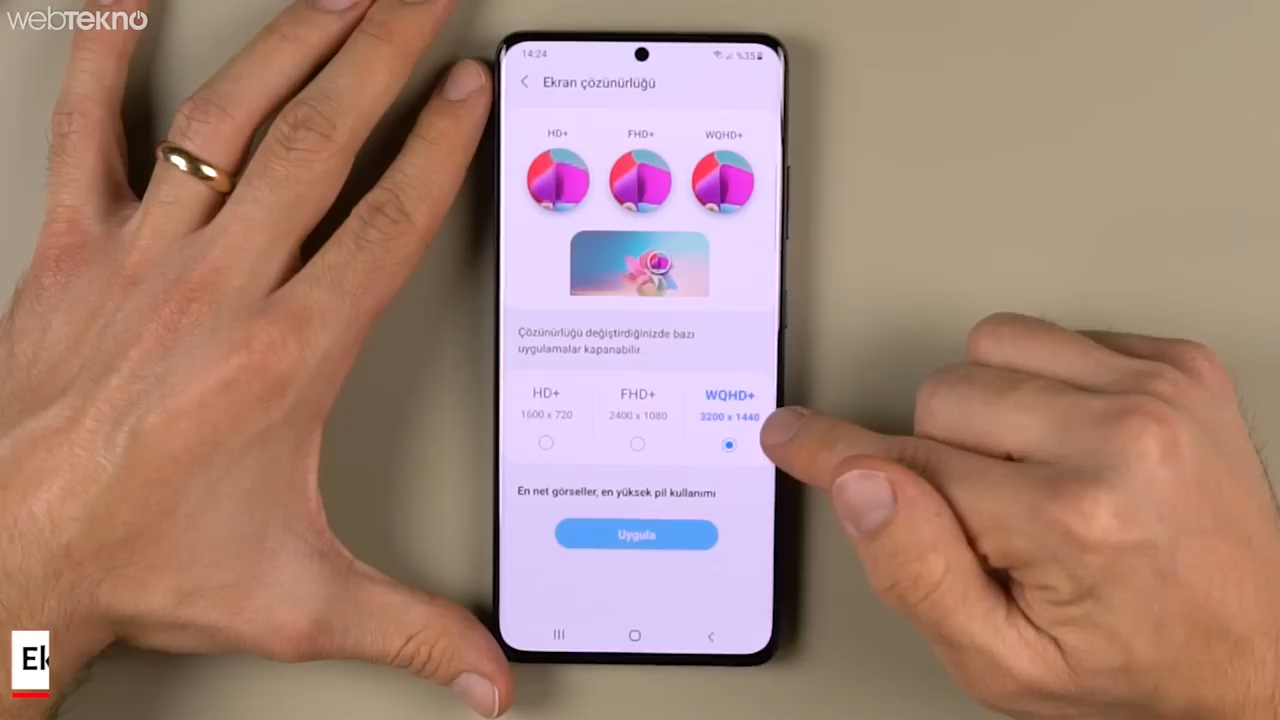 webTEKNO
14:24
%35
Ekran çözünürlüğü
HD+ FHD+ WQHD+
Çözünürlüğü değiştirdiğinizde bazı
uygulamalar kapanabilir.
HD+ FHD+ WQHD+
1600 x 720 2400 x 1080 3200 x 1440
En net görseller, en yüksek pil kullanımı
Uygula
Ek